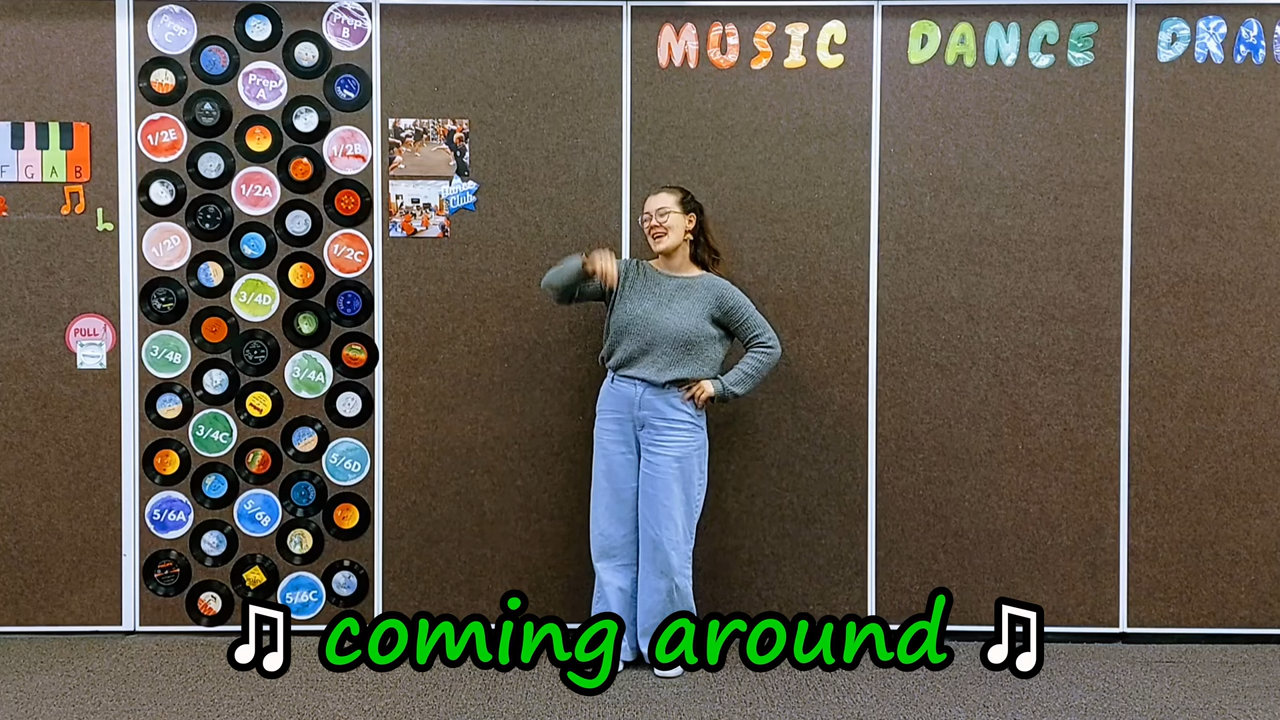 Prep C
Prep B
Prep A
MUSIC
DANCE
DRA
1/2E
1/2B
F G A B
1/2A
Dance Club
1/2D
1/2C
3/4D
PULL
3/4B
3/4A
3/4C
5/6D
5/6A
5/6B
5/6C
♫ coming around ♫